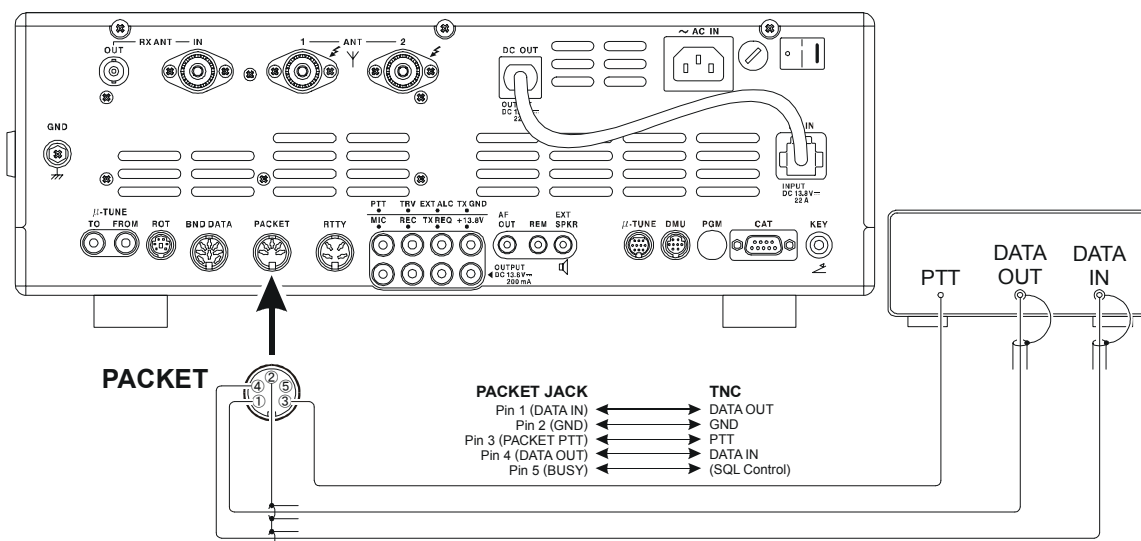 RX ANT
OUT
IN
1
ANT
2
DC OUT
~ AC IN
GND
IN
INPUT
DC 13.8V
22 A
μ-TUNE
TO FROM ROT BND DATA PACKET RTTY
PTT TRV EXT ALC TX GND
MIC REC TX REQ +13.8V
AF
OUT
REM
EXT
SPKR
μ-TUNE DMU PGM CAT KEY
OUTPUT
DC 13.8V
200 mA
PTT
DATA
OUT
DATA
IN
PACKET
② ④ ⑤ ① ③
PACKET JACK TNC
Pin 1 (DATA IN) DATA OUT
Pin 2 (GND) GND
Pin 3 (PACKET PTT) PTT
Pin 4 (DATA OUT) DATA IN
Pin 5 (BUSY) (SQL Control)